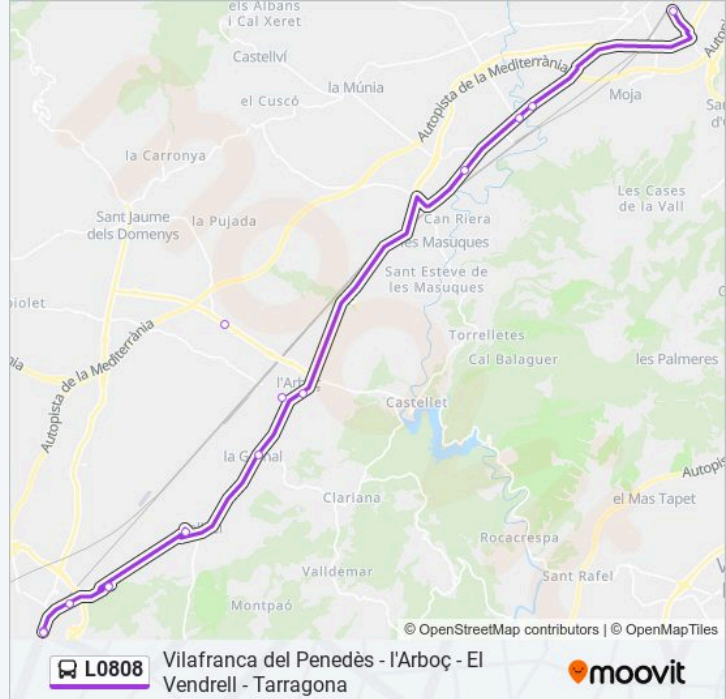 els Albans
i Cal Xeret
Castellví
la Múnia
Autopista de la Mediterrània
Moja
el Cuscó
la Carronya
Les Cases
de la Vall
Sant Jaume
dels Domenys
la Pujada
Can Riera
les Masuques
Sant Esteve de
les Masuques
Torrelletes
Cal Balaguer
les Palmeres
Autopista de la Mediterrània
Castellet
Clariana
el Mas Tapet
Rocacrespa
Valldemar
Sant Rafel
Montpaó
© OpenStreetMap contributors | © OpenMapTiles
L0808
Vilafranca del Penedès - l'Arboç - El
Vendrell - Tarragona
moovit